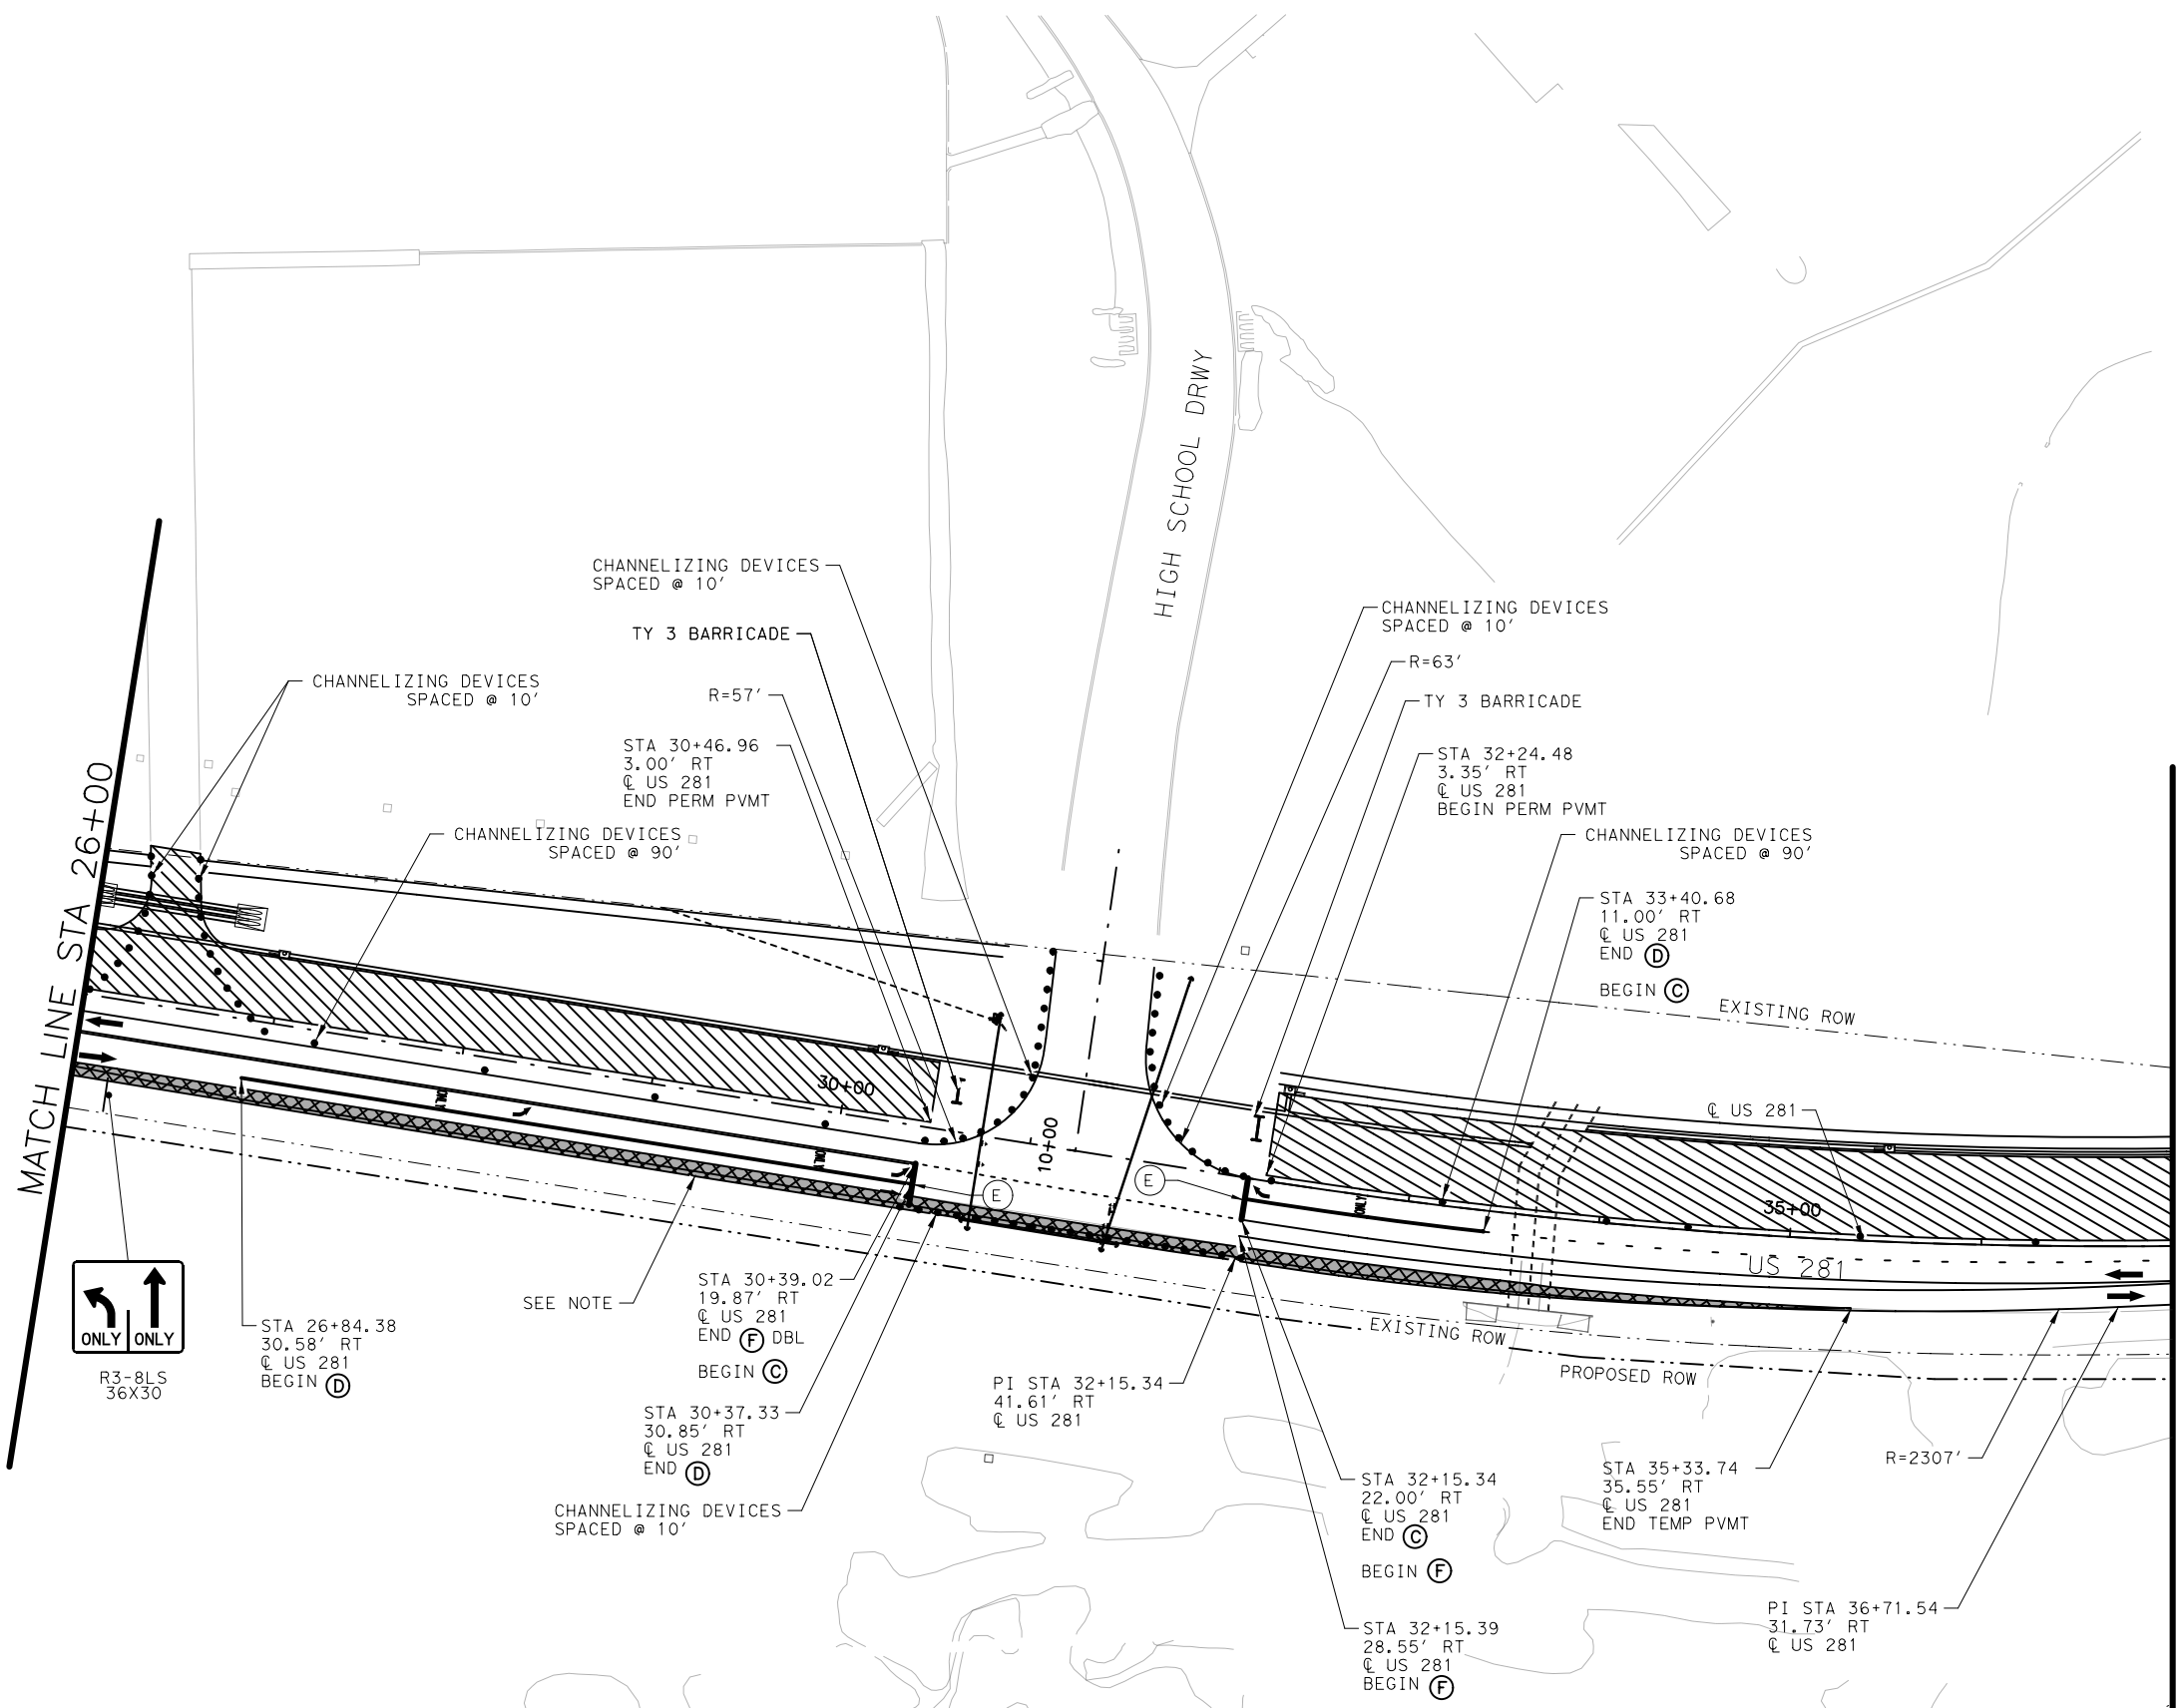 HIGH SCHOOL DRWY
CHANNELIZING DEVICES
SPACED @ 10'
TY 3 BARRICADE
CHANNELIZING DEVICES
SPACED @ 10'
R=57'
STA 30+46.96
3.00' RT
℄ US 281
END PERM PVMT
CHANNELIZING DEVICES
SPACED @ 90'
CHANNELIZING DEVICES
SPACED @ 10'
R=63'
TY 3 BARRICADE
STA 32+24.48
3.35' RT
℄ US 281
BEGIN PERM PVMT
CHANNELIZING DEVICES
SPACED @ 90'
STA 33+40.68
11.00' RT
℄ US 281
END D
BEGIN C
EXISTING ROW
MATCH LINE STA 26+00
30+00
10+00
℄ US 281
35+00
US 281
ONLY
ONLY
ONLY
E
E
EXISTING ROW
PROPOSED ROW
ONLY ONLY
R3-8LS
36X30
STA 26+84.38
30.58' RT
℄ US 281
BEGIN D
SEE NOTE
STA 30+39.02
19.87' RT
℄ US 281
END F DBL
BEGIN C
STA 30+37.33
30.85' RT
℄ US 281
END D
CHANNELIZING DEVICES
SPACED @ 10'
PI STA 32+15.34
41.61' RT
℄ US 281
STA 32+15.34
22.00' RT
℄ US 281
END C
BEGIN F
STA 32+15.39
28.55' RT
℄ US 281
BEGIN F
STA 35+33.74
35.55' RT
℄ US 281
END TEMP PVMT
R=2307'
PI STA 36+71.54
31.73' RT
℄ US 281